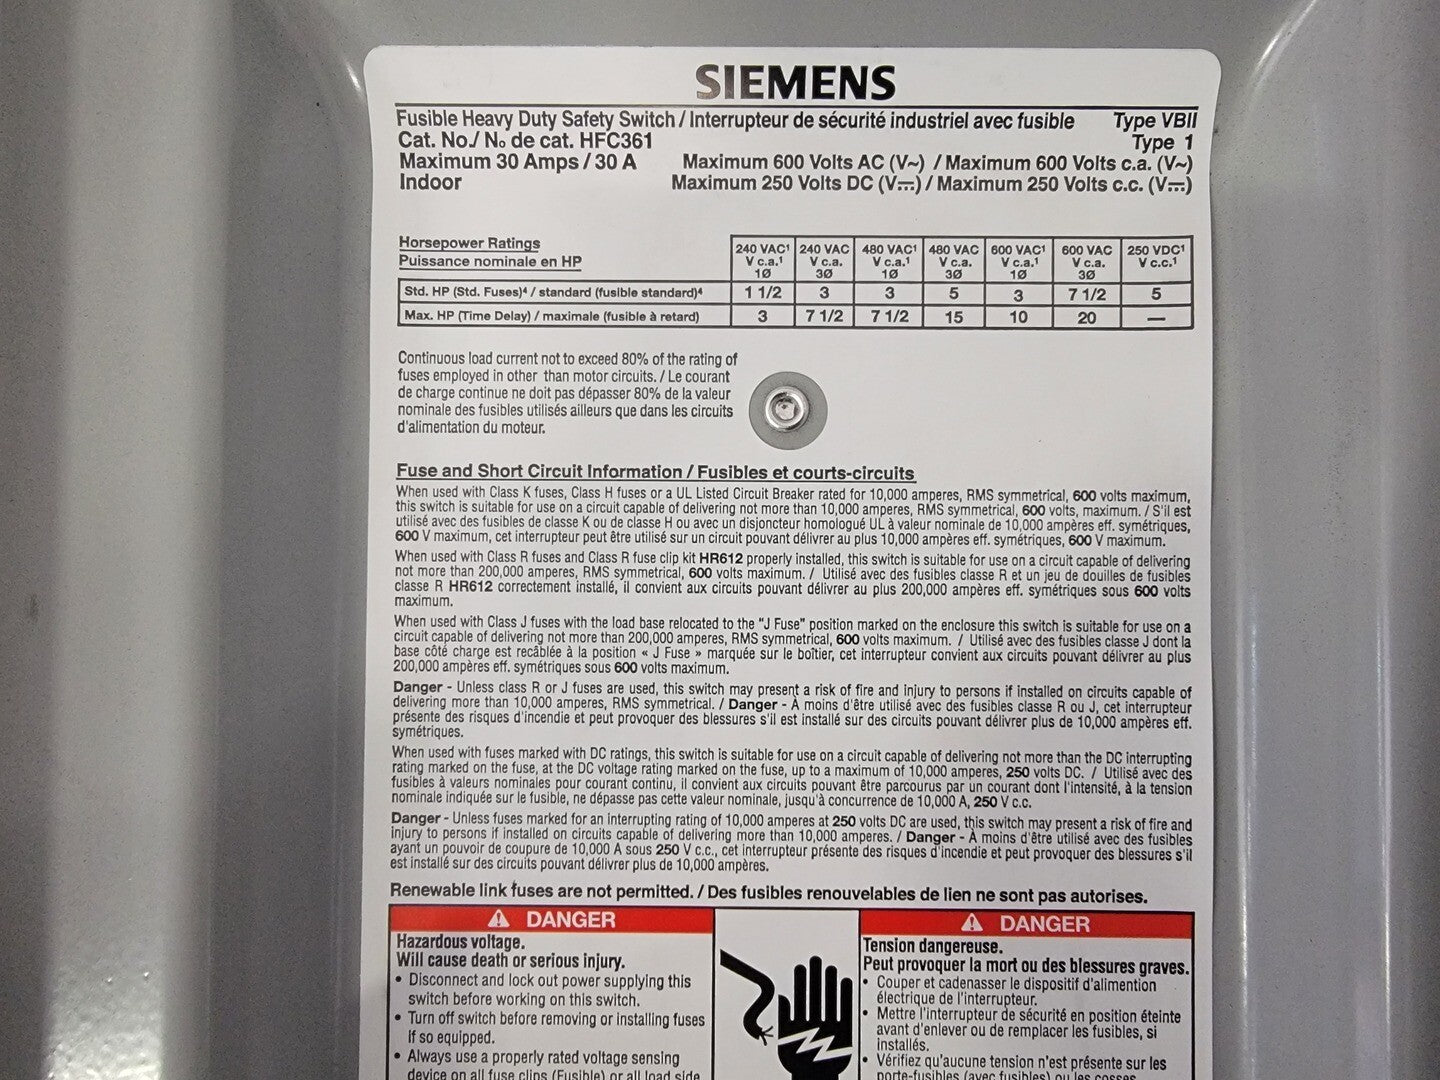 SIEMENS
Fusible Heavy Duty Safety Switch / Interrupteur de sécurité industriel avec fusible Type VBII
Cat. No./ No de cat. HFC361 Type 1
Maximum 30 Amps / 30 A Maximum 600 Volts AC (V~) / Maximum 600 Volts c.a. (V~)
Indoor Maximum 250 Volts DC (V⎓) / Maximum 250 Volts c.c. (V⎓)
Horsepower Ratings
Puissance nominale en HP
240 VAC¹ 240 VAC 480 VAC¹ 480 VAC 600 VAC¹ 600 VAC 250 VDC¹
V c.a.¹ V c.a. V c.a.¹ V c.a. V c.a.¹ V c.a. V c.c.¹
1Ø 3Ø 1Ø 3Ø 1Ø 3Ø
Std. HP (Std. Fuses)⁴ / standard (fusible standard)⁴ 1 1/2 3 3 5 3 7 1/2 5
Max. HP (Time Delay) / maximale (fusible à retard) 3 7 1/2 7 1/2 15 10 20 —
Continuous load current not to exceed 80% of the rating of
fuses employed in other than motor circuits. / Le courant
de charge continue ne doit pas dépasser 80% de la valeur
nominale des fusibles utilisés ailleurs que dans les circuits
d'alimentation du moteur.
Fuse and Short Circuit Information / Fusibles et courts-circuits
When used with Class K fuses, Class H fuses or a UL Listed Circuit Breaker rated for 10,000 amperes, RMS symmetrical, 600 volts maximum,
this switch is suitable for use on a circuit capable of delivering not more than 10,000 amperes, RMS symmetrical, 600 volts, maximum. / S'il est
utilisé avec des fusibles de classe K ou de classe H ou avec un disjoncteur homologué UL à valeur nominale de 10,000 ampères eff. symétriques,
600 V maximum, cet interrupteur peut être utilisé sur un circuit pouvant délivrer au plus 10,000 ampères eff. symétriques, 600 V maximum.
When used with Class R fuses and Class R fuse clip kit HR612 properly installed, this switch is suitable for use on a circuit capable of delivering
not more than 200,000 amperes, RMS symmetrical, 600 volts maximum. / Utilisé avec des fusibles classe R et un jeu de douilles de fusibles
classe R HR612 correctement installé, il convient aux circuits pouvant délivrer au plus 200,000 ampères eff. symétriques sous 600 volts
maximum.
When used with Class J fuses with the load base relocated to the "J Fuse" position marked on the enclosure this switch is suitable for use on a
circuit capable of delivering not more than 200,000 amperes, RMS symmetrical, 600 volts maximum. / Utilisé avec des fusibles classe J dont la
base côté charge est recâblée à la position « J Fuse » marquée sur le boîtier, cet interrupteur convient aux circuits pouvant délivrer au plus
200,000 ampères eff. symétriques sous 600 volts maximum.
Danger - Unless class R or J fuses are used, this switch may present a risk of fire and injury to persons if installed on circuits capable of
delivering more than 10,000 amperes, RMS symmetrical. / Danger - À moins d'être utilisé avec des fusibles classe R ou J, cet interrupteur
présente des risques d'incendie et peut provoquer des blessures s'il est installé sur des circuits pouvant délivrer plus de 10,000 ampères eff.
symétriques.
When used with fuses marked with DC ratings, this switch is suitable for use on a circuit capable of delivering not more than the DC interrupting
rating marked on the fuse, at the DC voltage rating marked on the fuse, up to a maximum of 10,000 amperes, 250 volts DC. / Utilisé avec des
fusibles à valeurs nominales pour courant continu, il convient aux circuits pouvant être parcourus par un courant dont l'intensité, à la tension
nominale indiquée sur le fusible, ne dépasse pas cette valeur nominale, jusqu'à concurrence de 10,000 A, 250 V c.c.
Danger - Unless fuses marked for an interrupting rating of 10,000 amperes at 250 volts DC are used, this switch may present a risk of fire and
injury to persons if installed on circuits capable of delivering more than 10,000 amperes. / Danger - À moins d'être utilisé avec des fusibles
ayant un pouvoir de coupure de 10,000 A sous 250 V c.c., cet interrupteur présente des risques d'incendie et peut provoquer des blessures s'il
est installé sur des circuits pouvant délivrer plus de 10,000 ampères.
Renewable link fuses are not permitted. / Des fusibles renouvelables de lien ne sont pas autorises.
DANGER
Hazardous voltage.
Will cause death or serious injury.
• Disconnect and lock out power supplying this
switch before working on this switch.
• Turn off switch before removing or installing fuses
If so equipped.
• Always use a properly rated voltage sensing
device on all fuse clips (Fusible) or all load side
DANGER
Tension dangereuse.
Peut provoquer la mort ou des blessures graves.
• Couper et cadenasser le dispositif d'alimention
électrique de l'interrupteur.
• Mettre l'interrupteur de sécurité en position éteinte
avant d'enlever ou de remplacer les fusibles, si
installés.
• Vérifiez qu'aucune tension n'est présente sur les
porte-fusibles (avec fusibles) ou les cosses